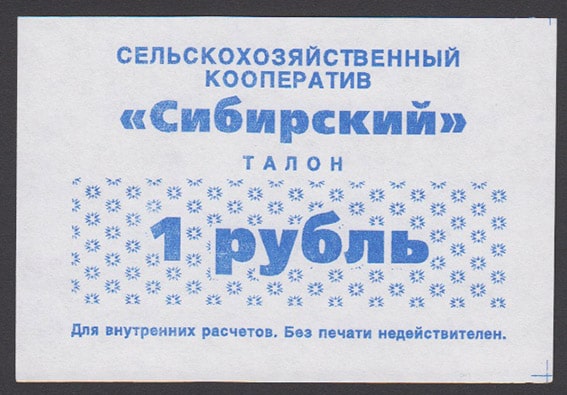 СЕЛЬСКОХОЗЯЙСТВЕННЫЙ
КООПЕРАТИВ
«Сибирский»
ТАЛОН
1 рубль
Для внутренних расчетов. Без печати недействителен.